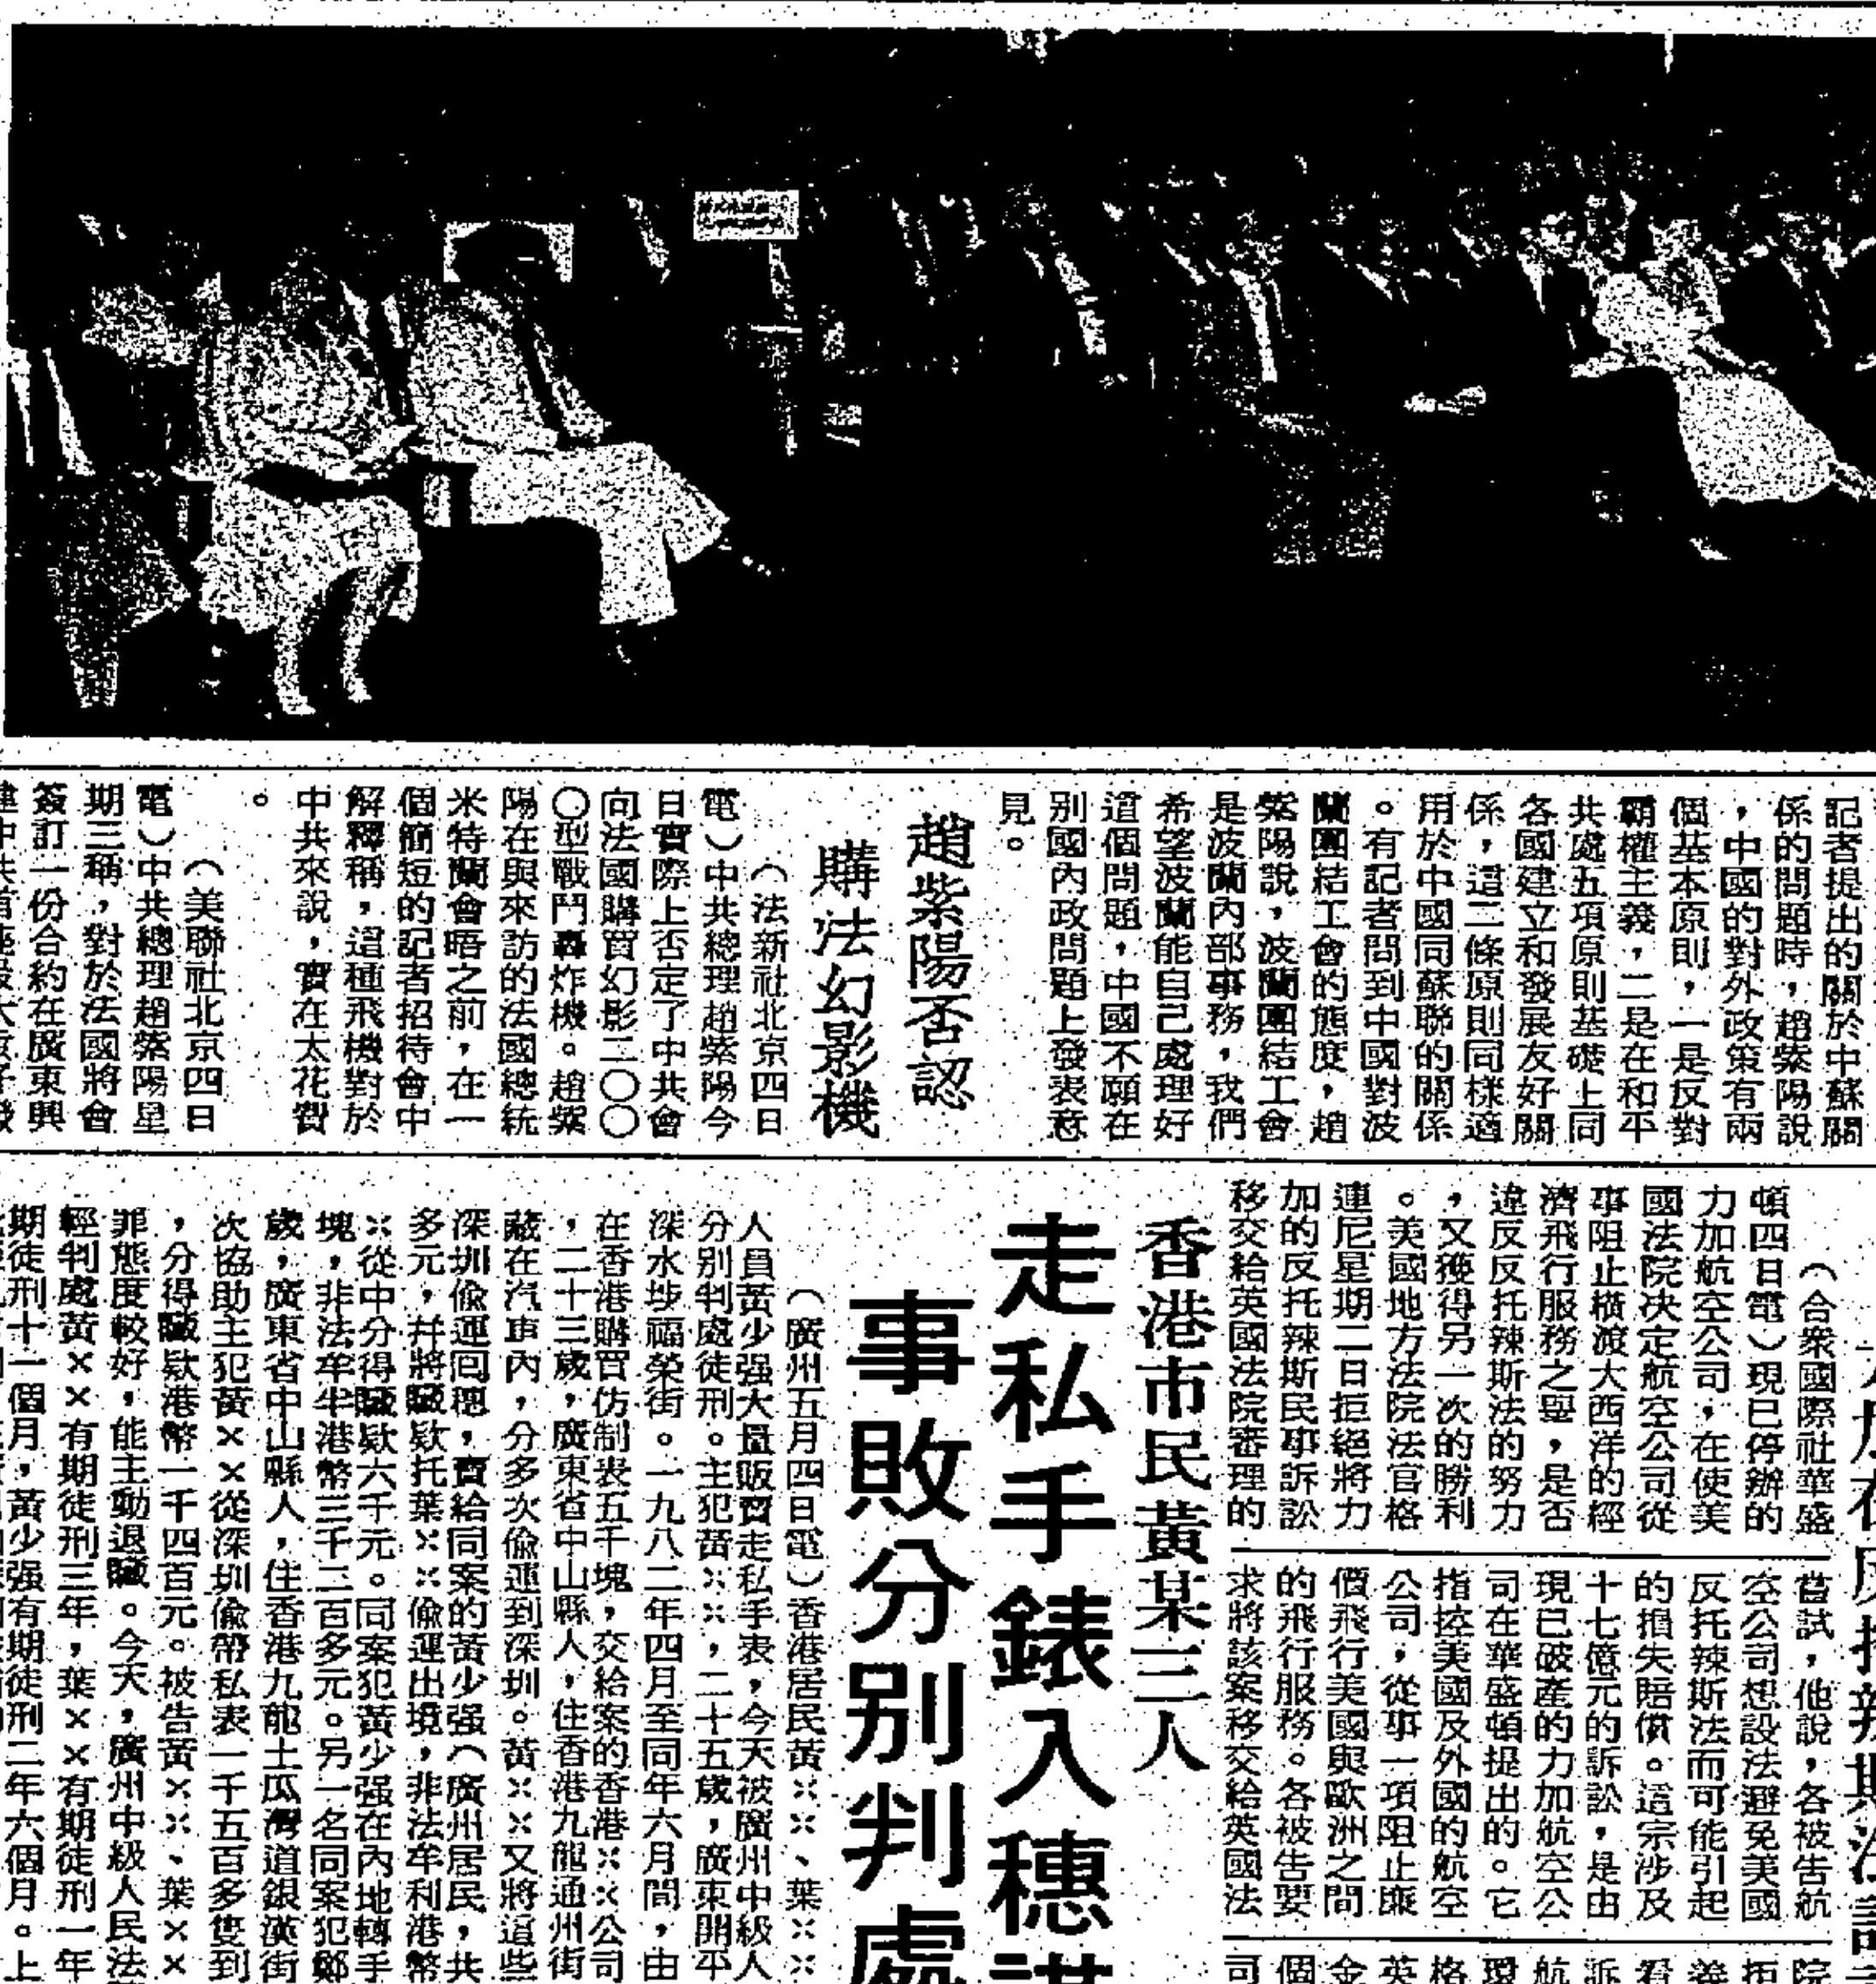 記者提出的關於中蘇關
係的問題時，趙紫陽說
，中國的對外政策有兩
個基本原則，一是反對
霸權主義，二是在和平
共處五項原則基礎上同
各國建立和發展友好關
係，這二條原則同樣適
用於中國同蘇聯的關係
。有記者問到中國對波
蘭團結工會的態度，趙
紫陽說，波蘭團結工會
是波蘭內部事務，我們
希望波蘭能自己處理好
這個問題，中國不願在
別國內政問題上發表意
見。
趙紫陽否認
購法幻影機
（法新社北京四日
電）中共總理趙紫陽今
日實際上否定了中共會
向法國購買幻影二〇〇
〇型戰鬥轟炸機。趙紫
陽在與來訪的法國總統
米特蘭會晤之前，在一
個簡短的記者招待會中
解釋稱，這種飛機對於
中共來說，實在太花費
。
（美聯社北京四日
電）中共總理趙紫陽星
期三稱，對於法國將會
簽訂一份合約在廣東興
（合衆國際社華盛
頓四日電）現已停辦的
力加航空公司，在使美
國法院決定航空公司從
事阻止橫渡大西洋的經
濟飛行服務之舉，是否
違反反托辣斯法的努力
，又獲得另一次的勝利
。美國地方法院法官格
連尼星期二日拒絕將力
加的反托辣斯民事訴訟
移交給英國法院審理的
嘗試，他說，各被告航
空公司想設法避免美國
反托辣斯法而可能引起
的損失賠償。這宗涉及
十七億元的訴訟，是由
現已破產的力加航空公
司在華盛頓提出的。它
指控美國及外國的航空
公司，從事一項阻止廉
價飛行美國與歐洲之間
的飛行服務。各被告要
求將該案移交給英國法
香港市民黃某三人
走私手錶入穗
事敗分別判處
（廣州五月四日電）香港居民黃××、葉××
人員黃少强大量販賣走私手表，今天被廣州中級人
分別判處徒刑。主犯黃××，二十五歲，廣東開平
深水埗福榮街。一九八二年四月至同年六月間，由
在香港購買仿制表五千塊，交給案的香港××公司
，二十三歲，廣東省中山縣人，住香港九龍通州街
藏在汽車內，分多次偷運到深圳。黃××又將這些
深圳偷運回穗，賣給同案的黃少强（廣州居民，共
多元，幷將贓欵托葉××偷運出境，非法牟利港幣
×從中分得贓欵六千元。同案犯黃少强在內地轉手
塊，非法牟半港幣三千二百多元。另一名同案犯鄭
歲，廣東省中山縣人，住香港九龍土瓜灣道銀漢街
次協助主犯黃××從深圳偷帶私表一千五百多隻到
，分得贓欵港幣一千四百元。被告黃××、葉××
罪態度較好，能主動退贓。今天，廣州中級人民法
輕判處黃××有期徒刑三年，葉××有期徒刑一年
期徒刑十一個月，黃少强有期徒刑二年六個月。上